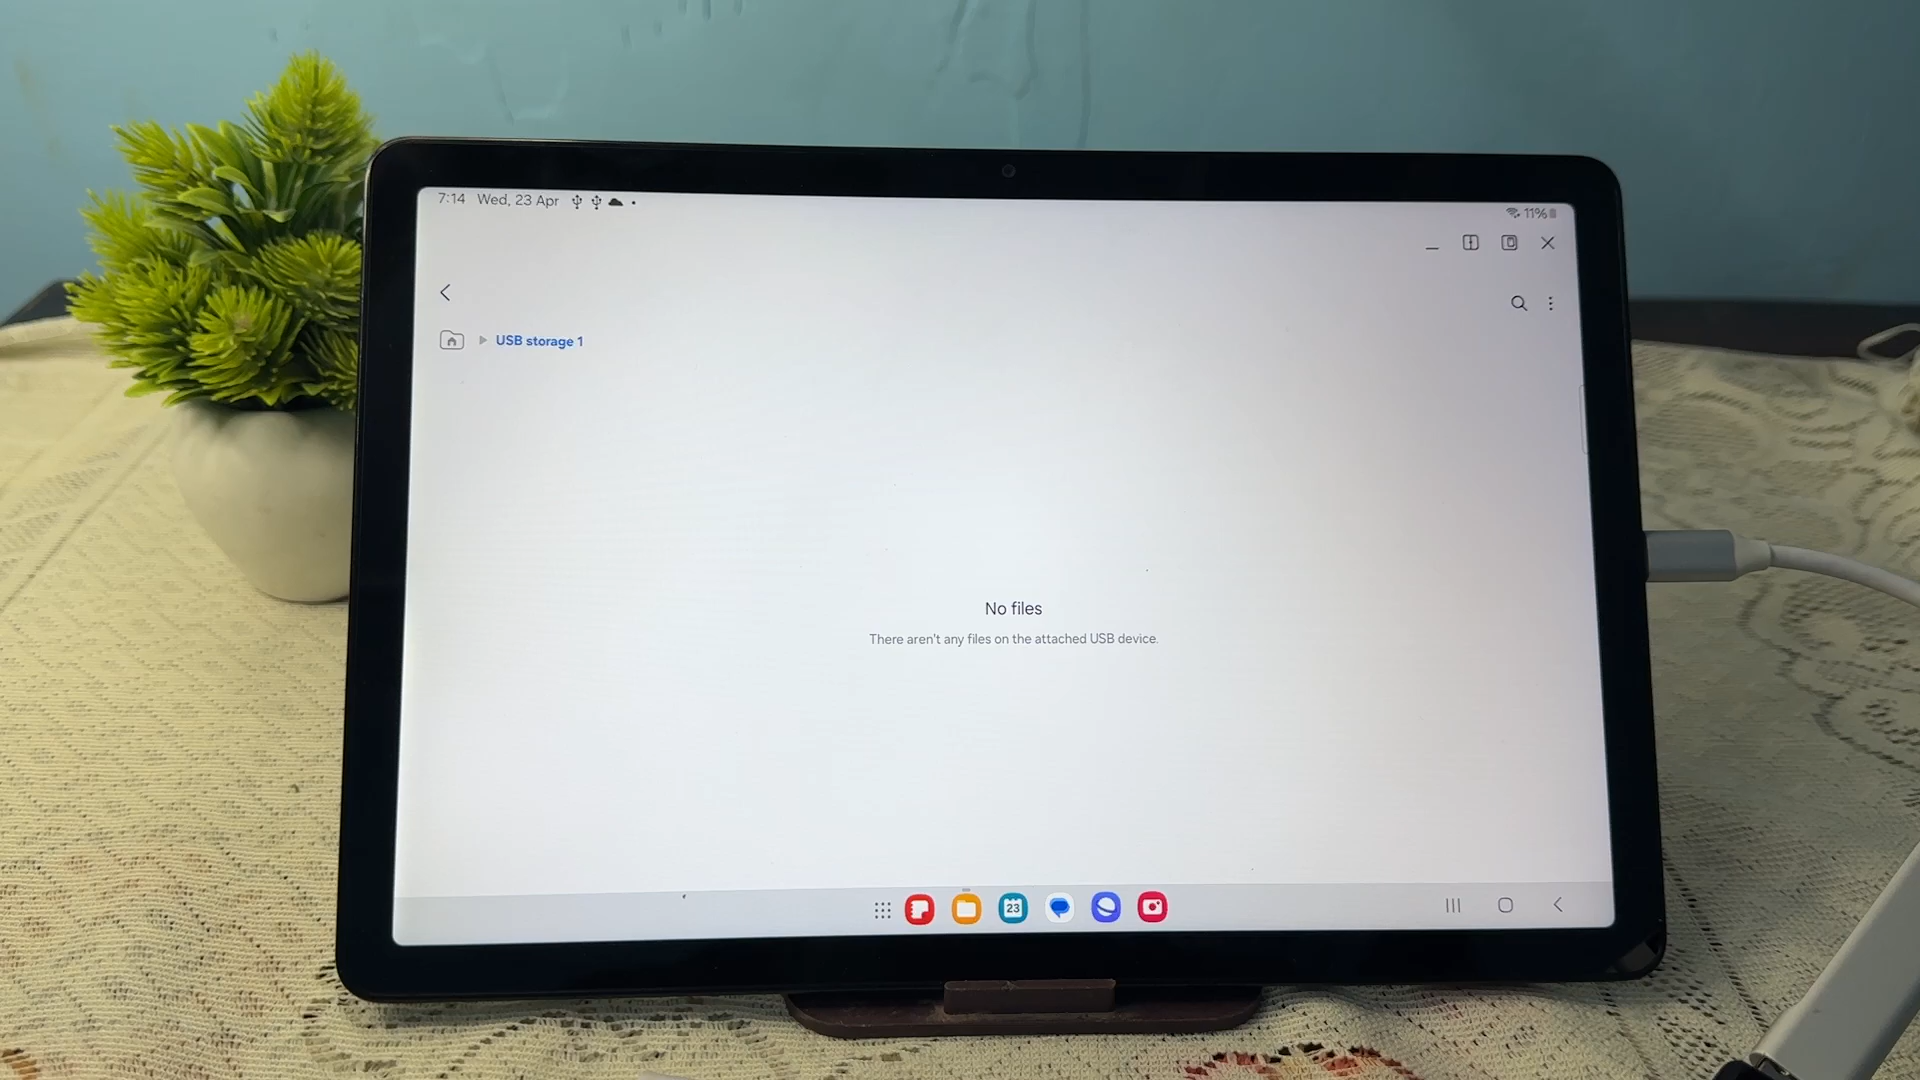 7:14 Wed, 23 Apr
11%
USB storage 1
No files
There aren't any files on the attached USB device.
23